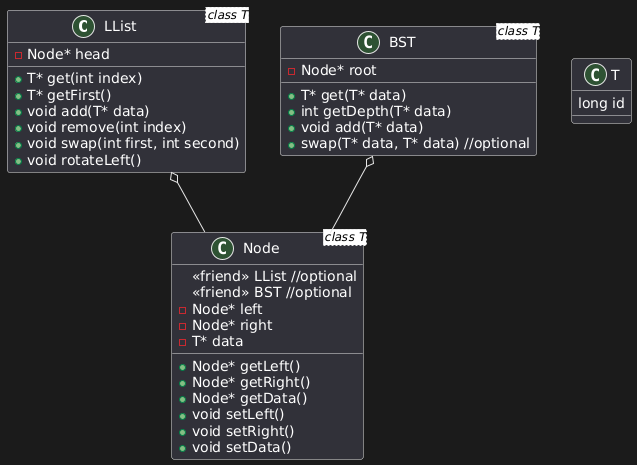 C LList
class T
Node* head
T* get(int index)
T* getFirst()
void add(T* data)
void remove(int index)
void swap(int first, int second)
void rotateLeft()
C BST
class T
Node* root
T* get(T* data)
int getDepth(T* data)
void add(T* data)
swap(T* data, T* data) //optional
C T
long id
C Node
class T
«friend» LList //optional
«friend» BST //optional
Node* left
Node* right
T* data
Node* getLeft()
Node* getRight()
Node* getData()
void setLeft()
void setRight()
void setData()